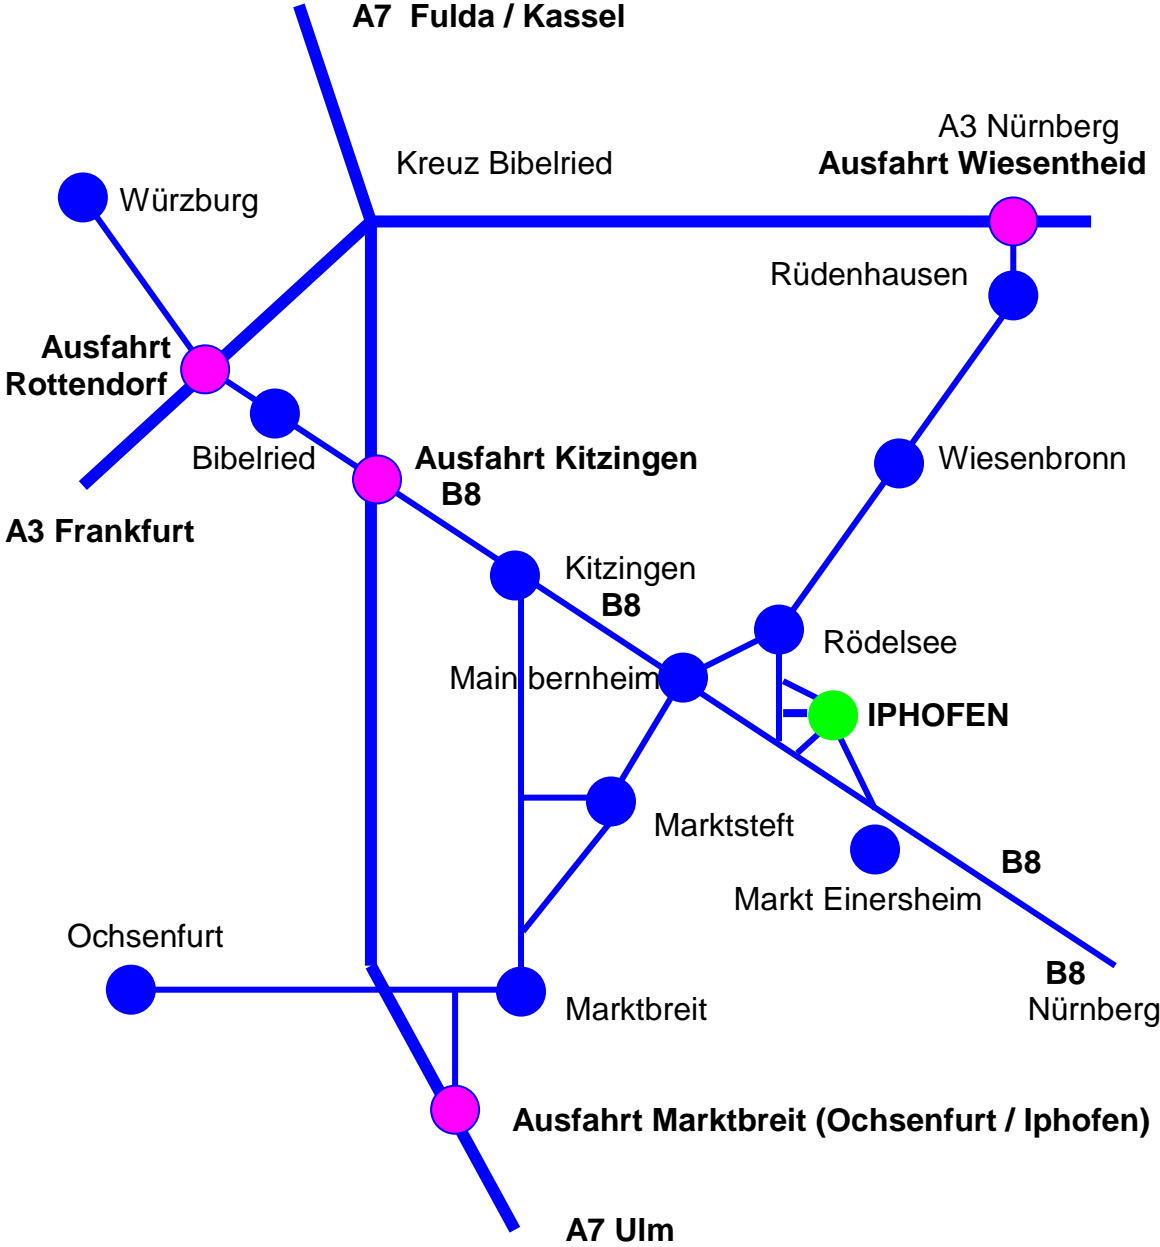 A7  Fulda / Kassel
A3 Nürnberg
Ausfahrt Wiesentheid
Kreuz Bibelried
Würzburg
Rüdenhausen
Ausfahrt
Rottendorf
Bibelried
Ausfahrt Kitzingen
B8
Wiesenbronn
A3 Frankfurt
Kitzingen
B8
Rödelsee
Mainbernheim
IPHOFEN
Marktsteft
B8
Markt Einersheim
Ochsenfurt
B8
Nürnberg
Marktbreit
Ausfahrt Marktbreit (Ochsenfurt / Iphofen)
A7 Ulm